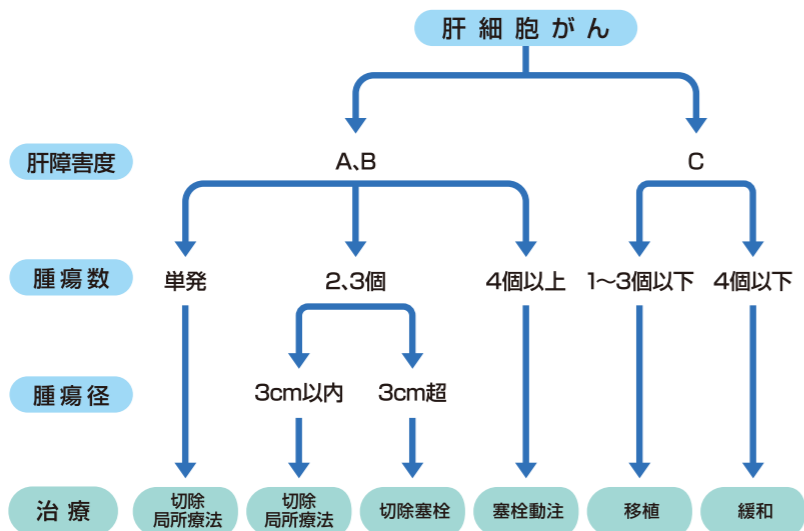 肝細胞がん
肝障害度
A、B
C
腫瘍数
単発
2、3個
4個以上
1〜3個以下
4個以下
腫瘍径
3cm以内
3cm超
治療
切除
局所療法
切除
局所療法
切除塞栓
塞栓動注
移植
緩和